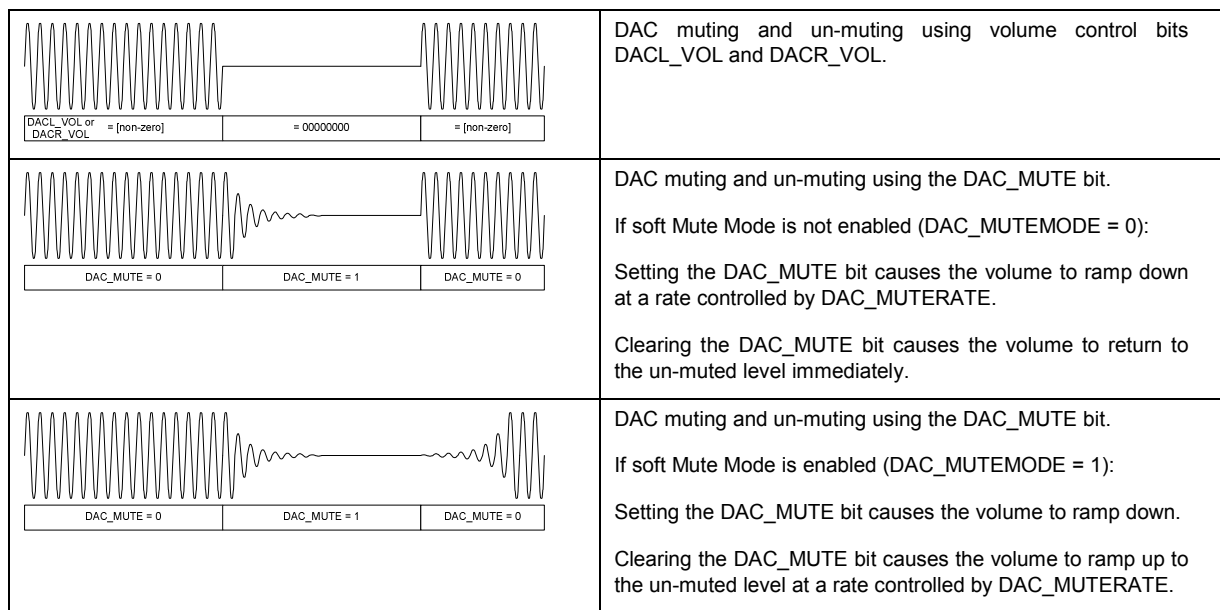 DACL_VOL or
DACR_VOL
= [non-zero]
= 00000000
= [non-zero]
DAC muting and un-muting using volume control bits
DACL_VOL and DACR_VOL.
DAC_MUTE = 0
DAC_MUTE = 1
DAC_MUTE = 0
DAC muting and un-muting using the DAC_MUTE bit.
If soft Mute Mode is not enabled (DAC_MUTEMODE = 0):
Setting the DAC_MUTE bit causes the volume to ramp down
at a rate controlled by DAC_MUTERATE.
Clearing the DAC_MUTE bit causes the volume to return to
the un-muted level immediately.
DAC_MUTE = 0
DAC_MUTE = 1
DAC_MUTE = 0
DAC muting and un-muting using the DAC_MUTE bit.
If soft Mute Mode is enabled (DAC_MUTEMODE = 1):
Setting the DAC_MUTE bit causes the volume to ramp down.
Clearing the DAC_MUTE bit causes the volume to ramp up to
the un-muted level at a rate controlled by DAC_MUTERATE.